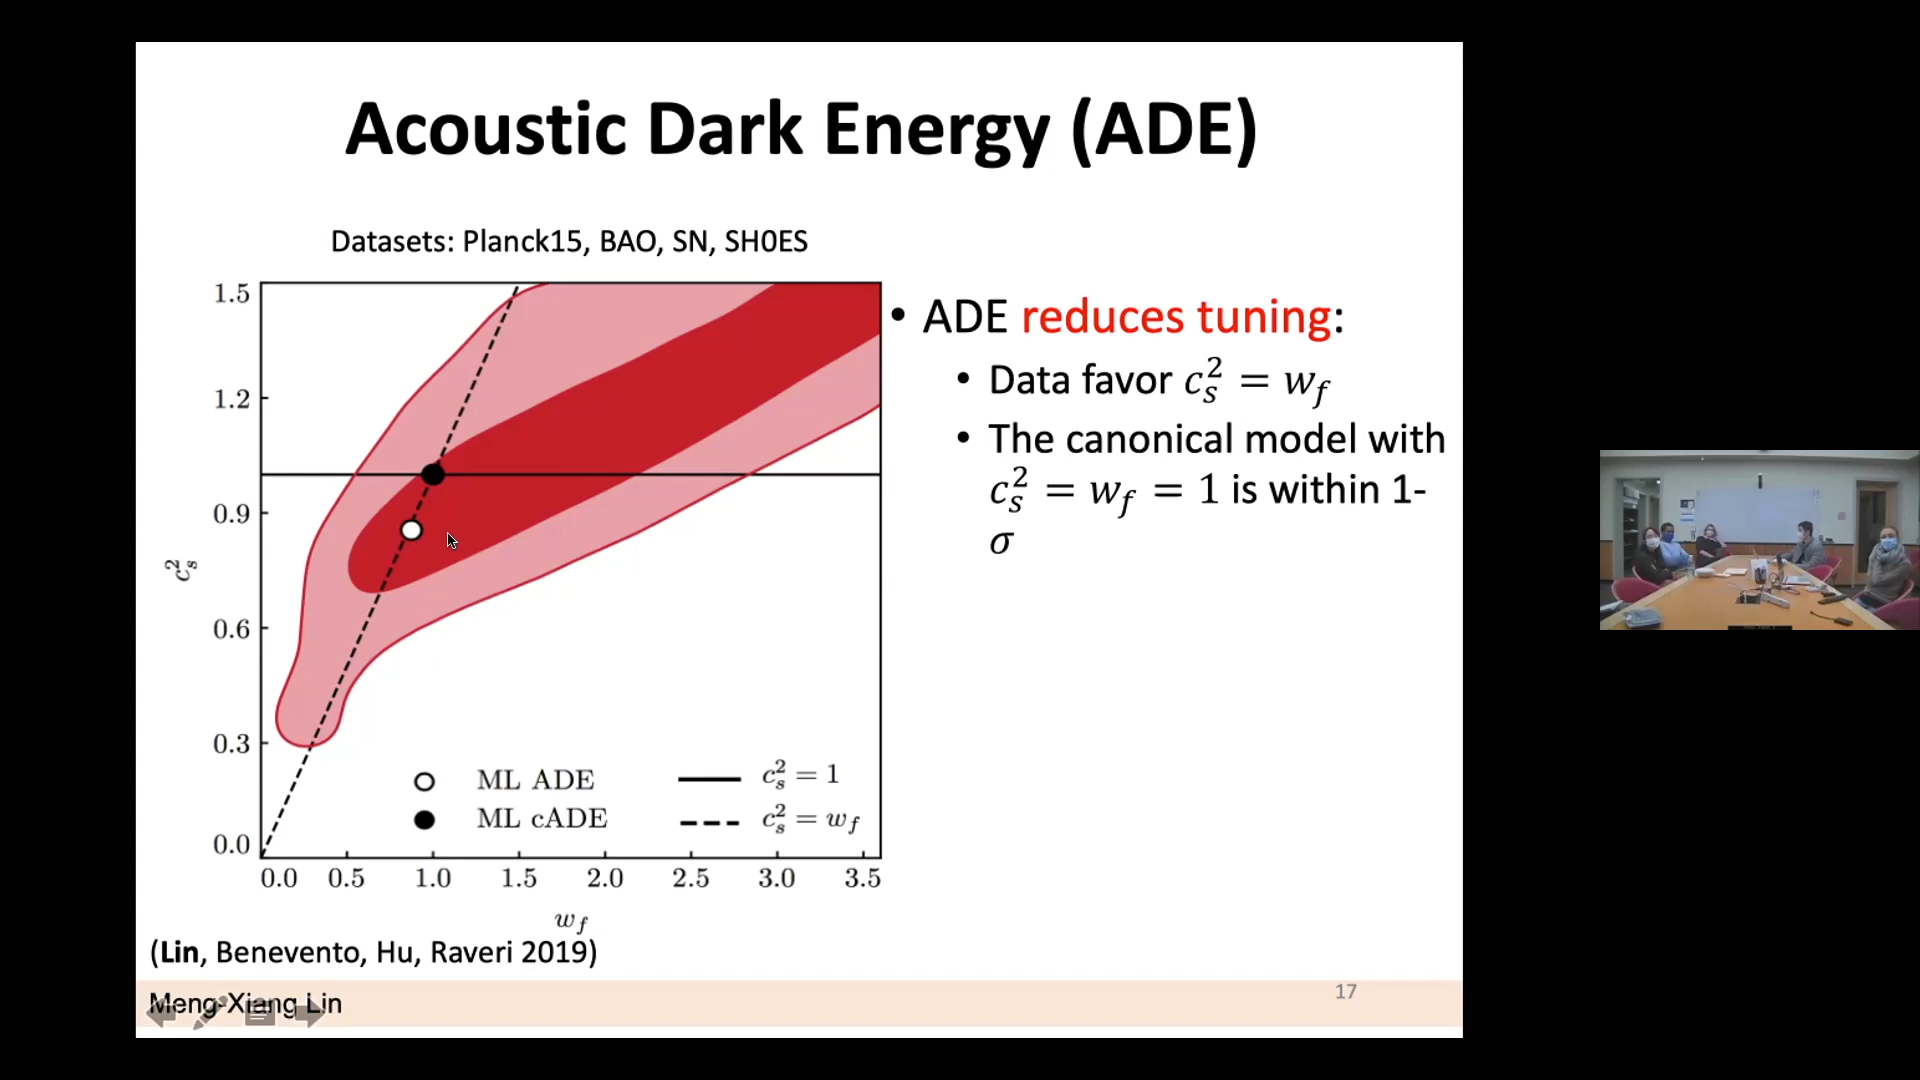 Acoustic Dark Energy (ADE)
Datasets: Planck15, BAO, SN, SH0ES
1.5
1.2
0.9
0.6
0.3
0.0
c_s^2
0.0 0.5 1.0 1.5 2.0 2.5 3.0 3.5
w_f
ML ADE
ML cADE
c_s^2 = 1
c_s^2 = w_f
• ADE reduces tuning:
• Data favor c_s^2 = w_f
• The canonical model with
c_s^2 = w_f = 1 is within 1-
σ
(Lin, Benevento, Hu, Raveri 2019)
Meng-Xiang Lin
17